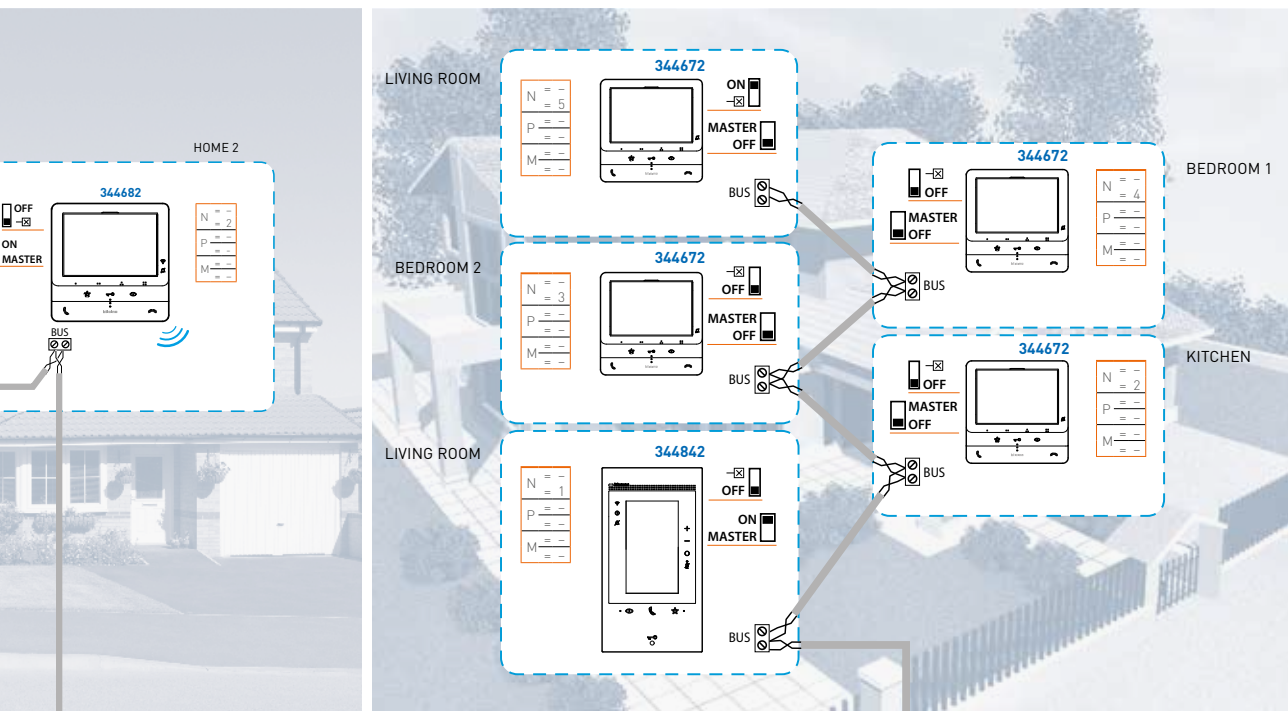 HOME 2
344682
OFF
ON
MASTER
N = –
= 2
P = –
= –
M = –
= –
BUS
LIVING ROOM
344672
N = –
= 5
P = –
= –
M = –
= –
ON
MASTER
OFF
BUS
BEDROOM 1
344672
OFF
MASTER
OFF
N = –
= 4
P = –
= –
M = –
= –
BUS
BEDROOM 2
344672
N = –
= 3
P = –
= –
M = –
= –
OFF
MASTER
OFF
BUS
KITCHEN
344672
OFF
MASTER
OFF
N = –
= 2
P = –
= –
M = –
= –
BUS
LIVING ROOM
344842
N = –
= 1
P = –
= –
M = –
= –
OFF
ON
MASTER
BUS